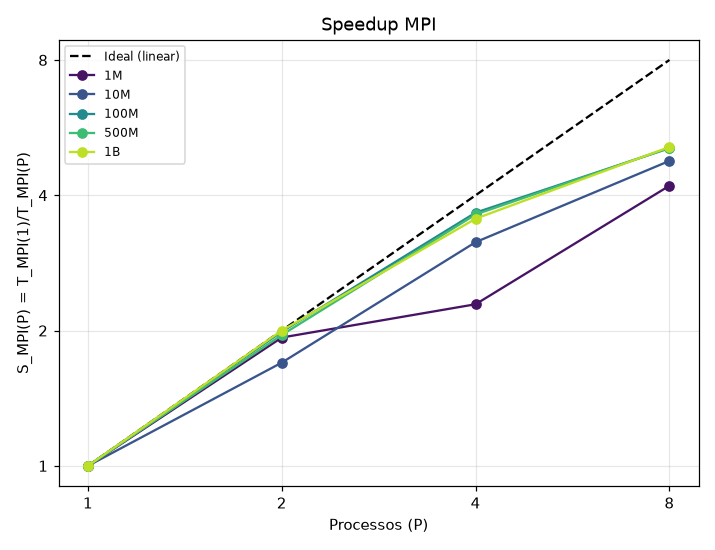 Speedup MPI
S_MPI(P) = T_MPI(1)/T_MPI(P)
8
4
2
1
Ideal (linear)
1M
10M
100M
500M
1B
1
2
4
8
Processos (P)